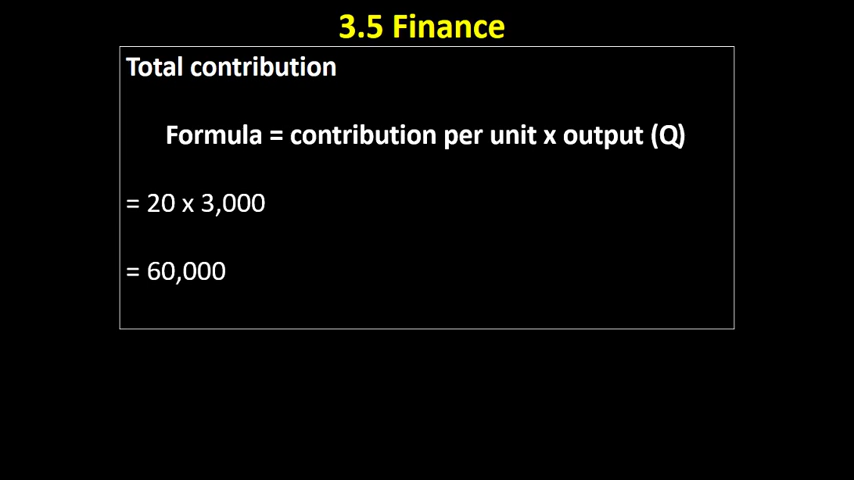 3.5 Finance
Total contribution
Formula = contribution per unit x output (Q)
= 20 x 3,000
= 60,000